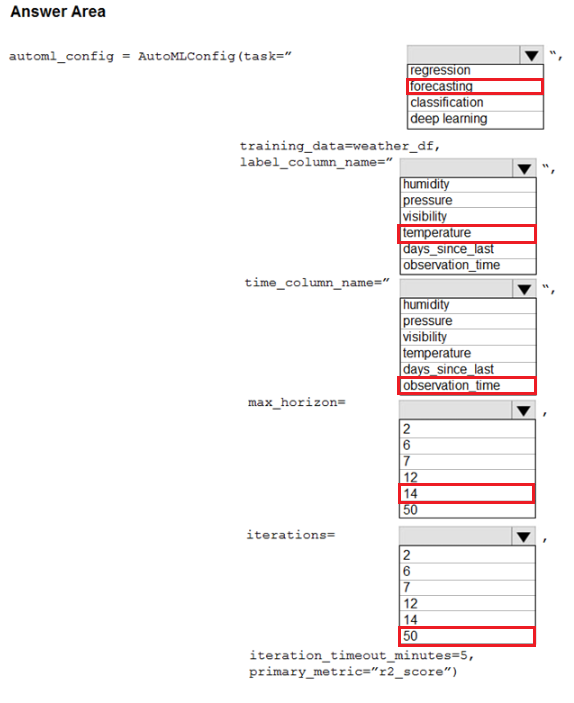 Answer Area
automl_config = AutoMLConfig(task=” “,
regression
forecasting
classification
deep learning
training_data=weather_df,
label_column_name=” “,
humidity
pressure
visibility
temperature
days_since_last
observation_time
time_column_name=” “,
humidity
pressure
visibility
temperature
days_since_last
observation_time
max_horizon= ,
2
6
7
12
14
50
iterations= ,
2
6
7
12
14
50
iteration_timeout_minutes=5,
primary_metric=”r2_score”)